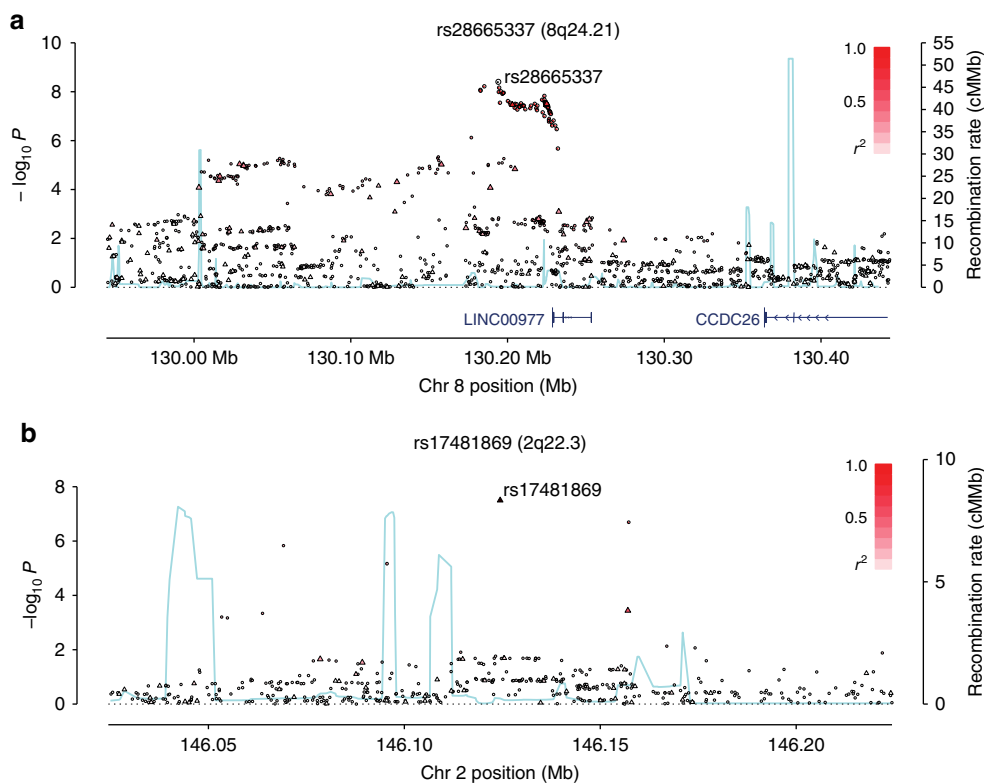 a
rs28665337 (8q24.21)
10
8
6
4
2
0
– log10 P
rs28665337
1.0
0.5
r2
55
50
45
40
35
30
25
20
15
10
5
0
Recombination rate (cMMb)
LINC00977
CCDC26
130.00 Mb
130.10 Mb
130.20 Mb
130.30 Mb
130.40 Mb
Chr 8 position (Mb)
b
rs17481869 (2q22.3)
8
6
4
2
0
–log10 P
rs17481869
1.0
0.5
r2
10
5
0
Recombination rate (cMMb)
146.05
146.10
146.15
146.20
Chr 2 position (Mb)